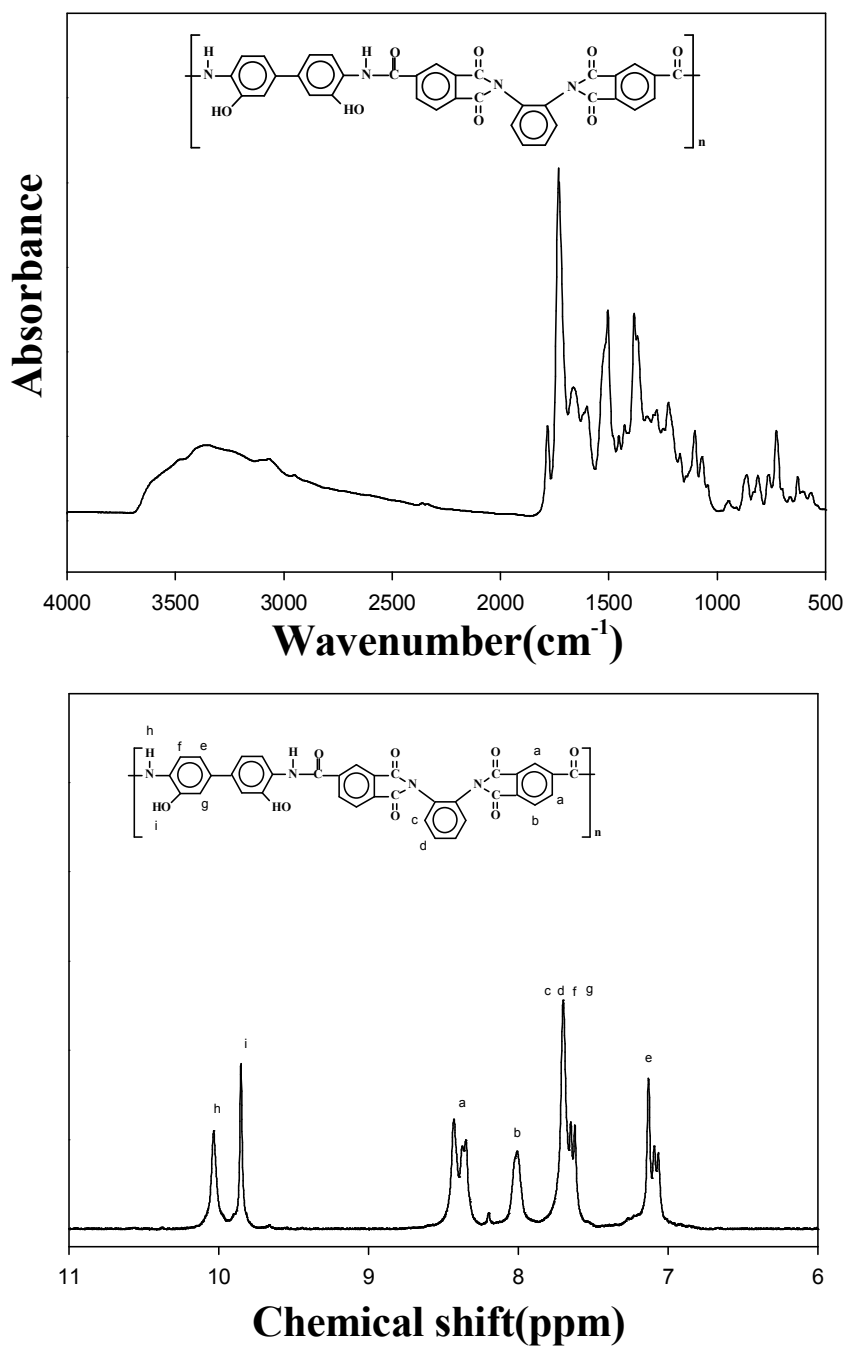 H H O O O O O
N N C C C N N C C
HO HO C C
O O
n
Absorbance
4000 3500 3000 2500 2000 1500 1000 500
Wavenumber(cm-1)
h H f e H O O O a O
N N C C N N C C
HO g HO C C a
i O c O b n
d
c d f g
i
e
a
h
b
11 10 9 8 7 6
Chemical shift(ppm)